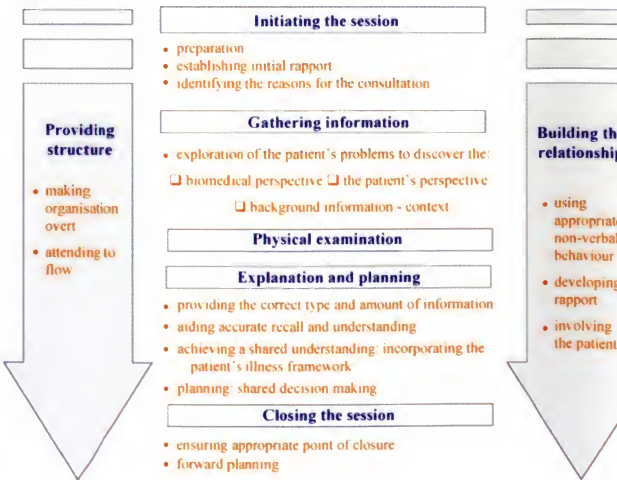 Initiating the session
• preparation
• establishing initial rapport
• identifying the reasons for the consultation
Providing
structure
• making
organisation
overt
• attending to
flow
Gathering information
• exploration of the patient's problems to discover the:
❑ biomedical perspective ❑ the patient's perspective
❑ background information - context
Physical examination
Explanation and planning
• providing the correct type and amount of information
• aiding accurate recall and understanding
• achieving a shared understanding: incorporating the
patient's illness framework
• planning: shared decision making
Closing the session
• ensuring appropriate point of closure
• forward planning
Building th
relationship
• using
appropriate
non-verbal
behaviour
• developing
rapport
• involving
the patient